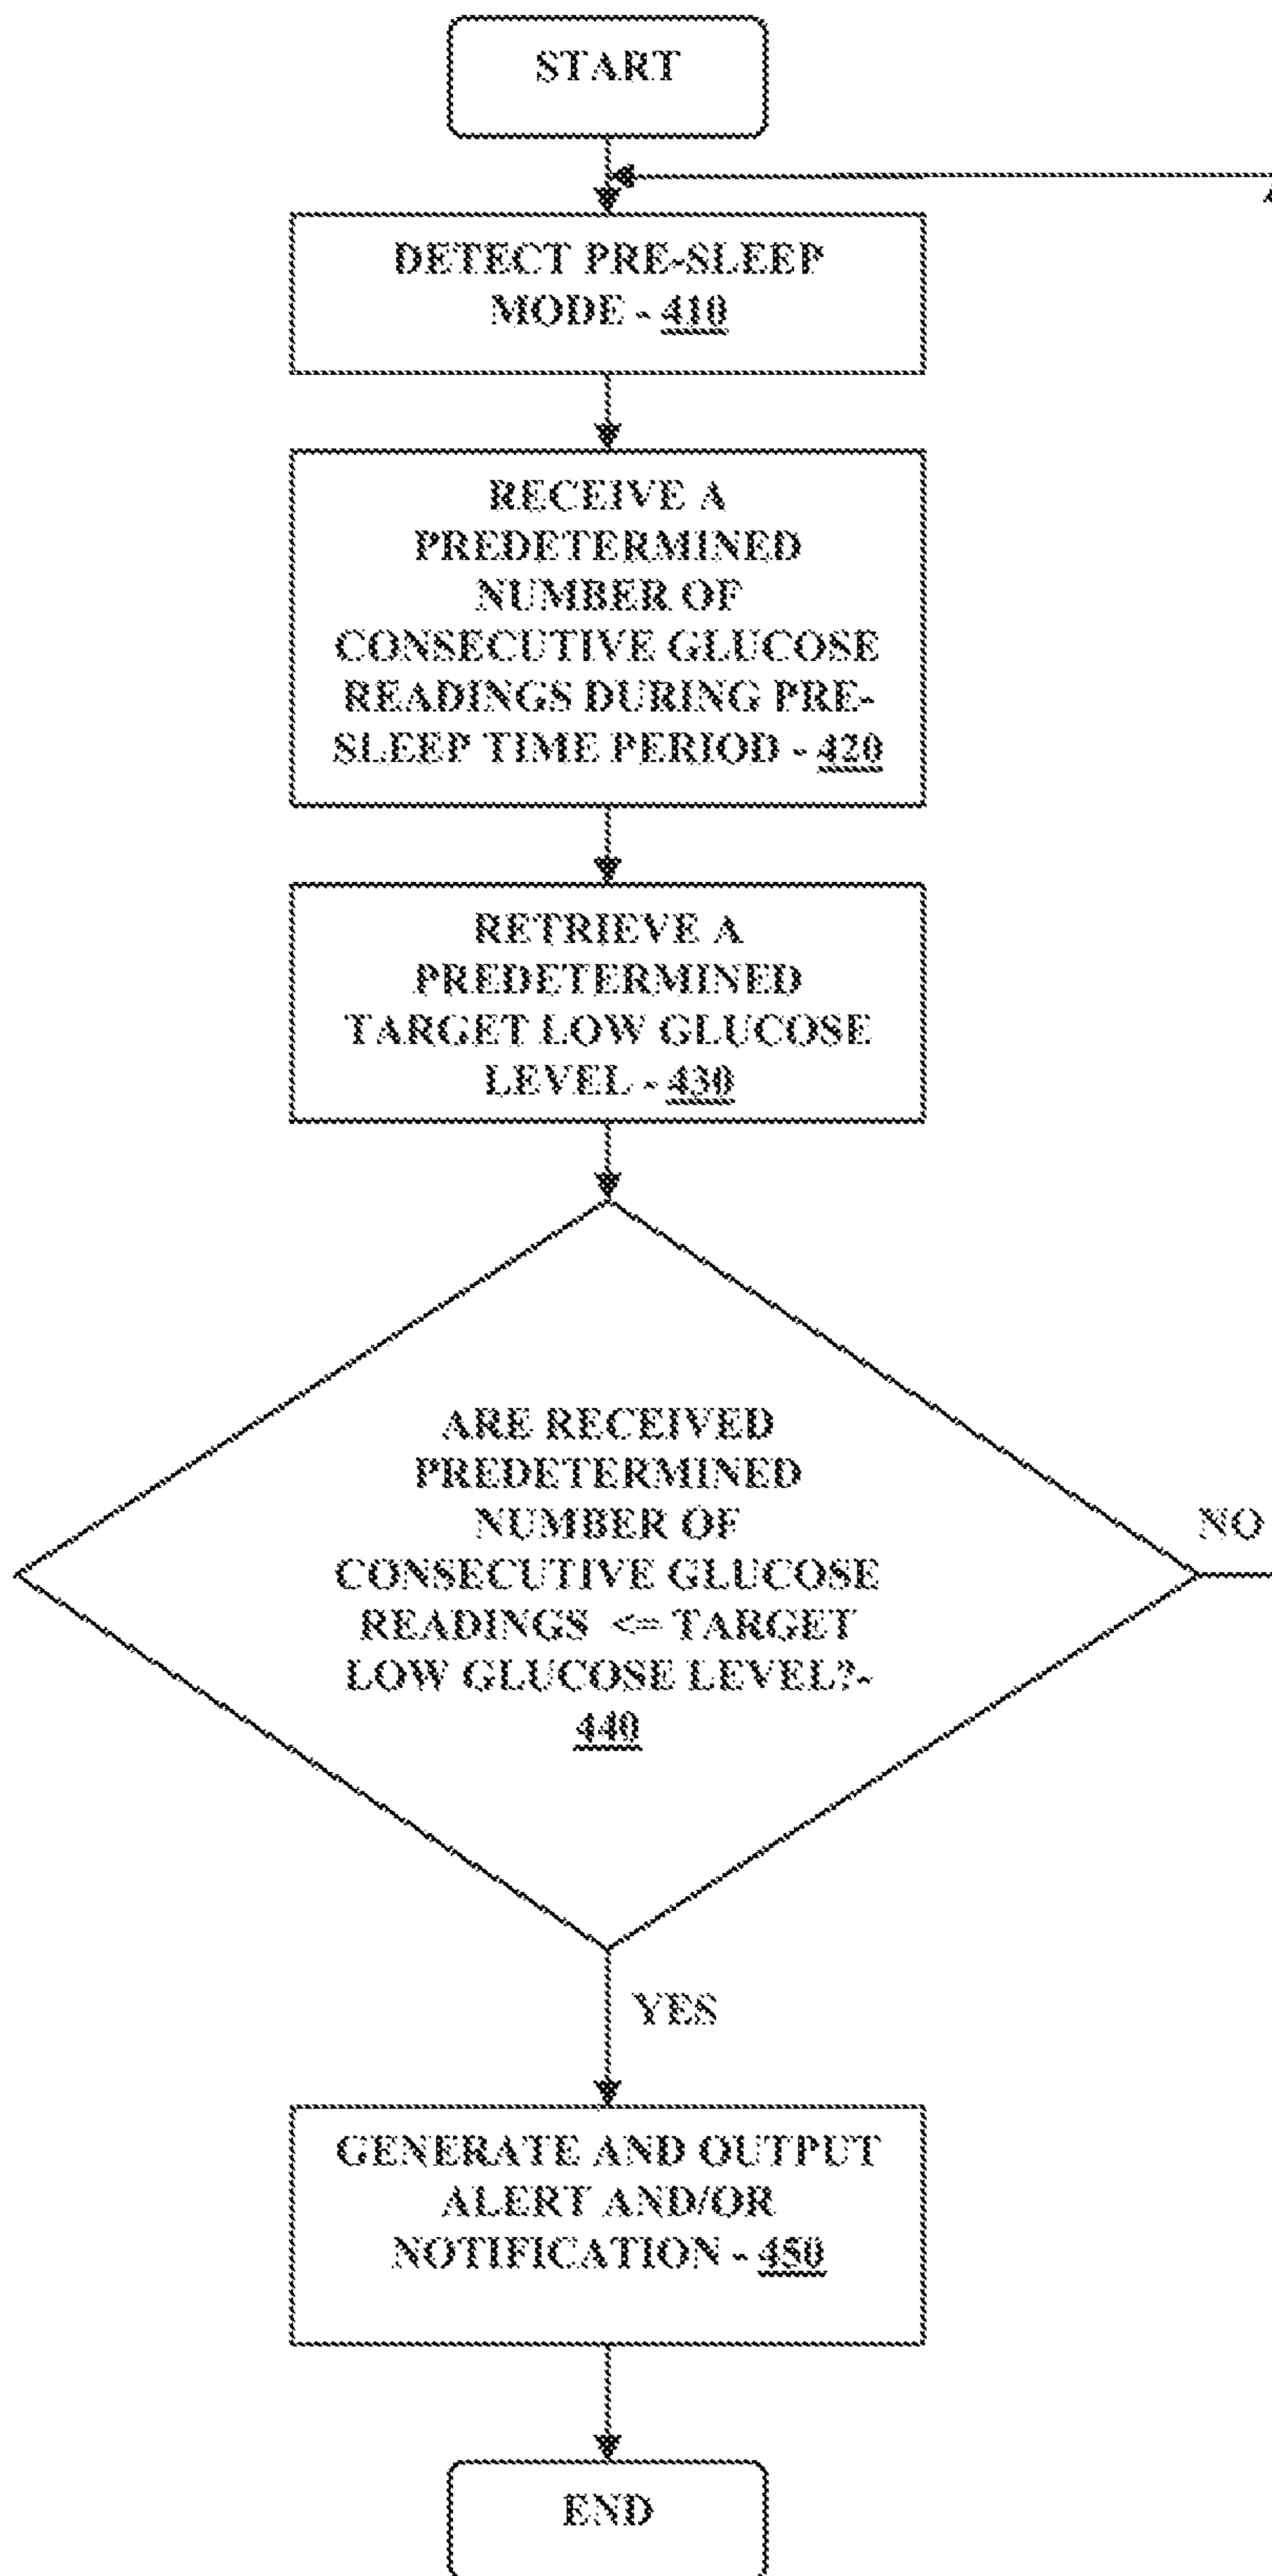 START
DETECT PRE-SLEEP
MODE - 410
RECEIVE A
PREDETERMINED
NUMBER OF
CONSECUTIVE GLUCOSE
READINGS DURING PRE-
SLEEP TIME PERIOD - 420
RETRIEVE A
PREDETERMINED
TARGET LOW GLUCOSE
LEVEL - 430
ARE RECEIVED
PREDETERMINED
NUMBER OF
CONSECUTIVE GLUCOSE
READINGS <= TARGET
LOW GLUCOSE LEVEL?-
440
NO
YES
GENERATE AND OUTPUT
ALERT AND/OR
NOTIFICATION - 450
END